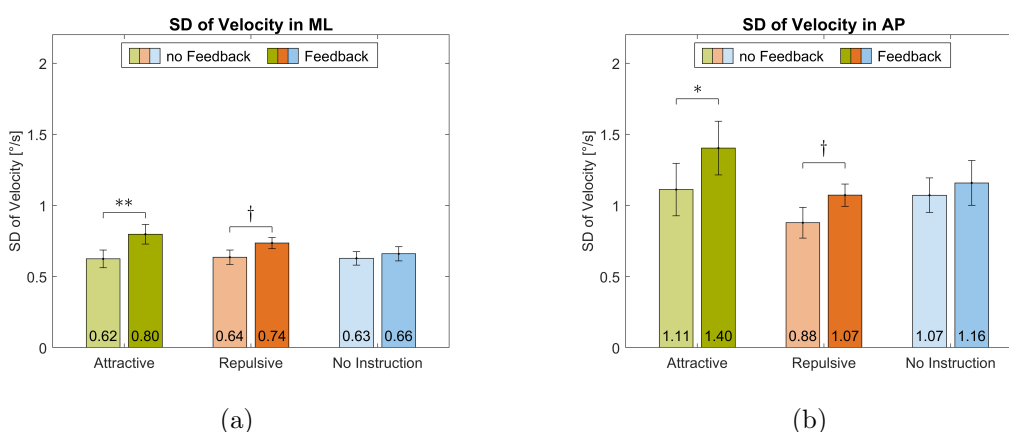 SD of Velocity in ML
no Feedback Feedback
SD of Velocity [°/s]
2
1.5
1
0.5
0
**
†
0.62 0.80 0.64 0.74 0.63 0.66
Attractive Repulsive No Instruction
(a)
SD of Velocity in AP
no Feedback Feedback
SD of Velocity [°/s]
2
1.5
1
0.5
0
*
†
1.11 1.40 0.88 1.07 1.07 1.16
Attractive Repulsive No Instruction
(b)